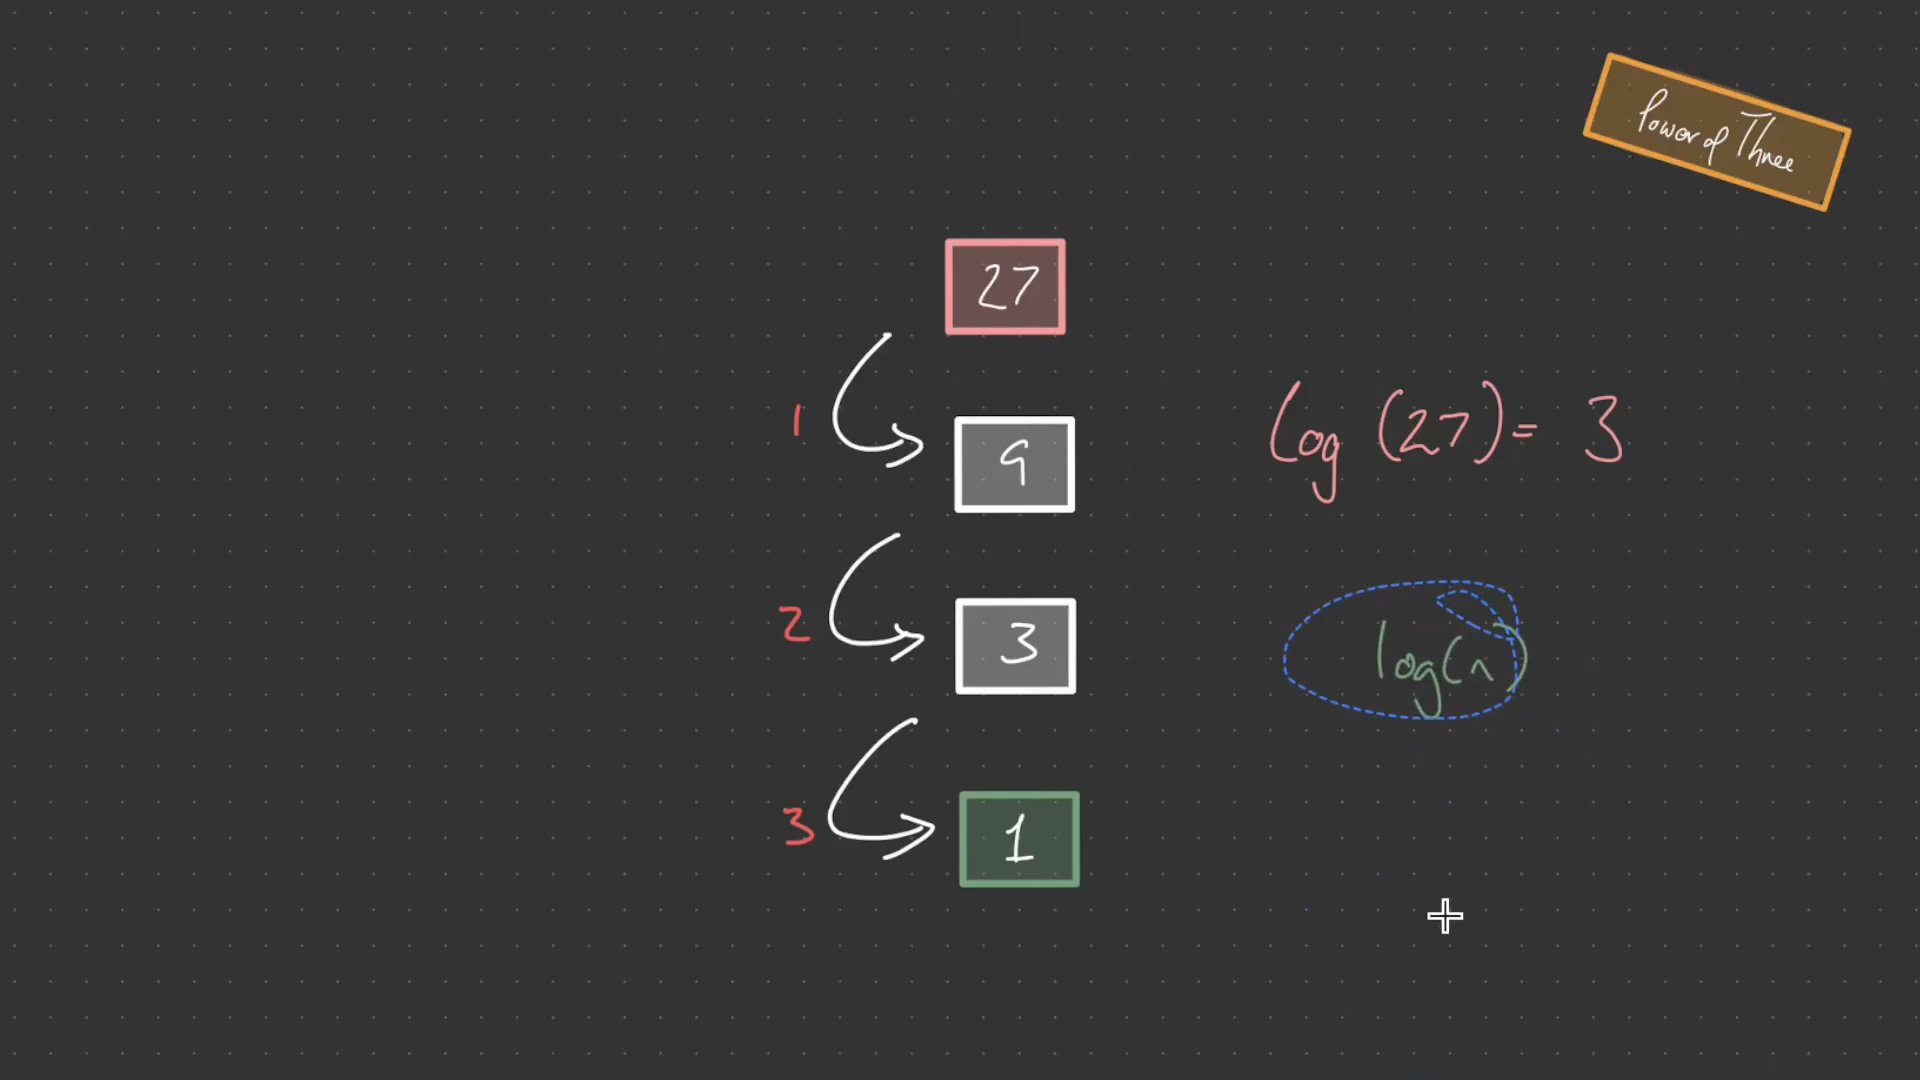 Power of Three
27
1
9
log (27) = 3
2
3
log(n)
3
1